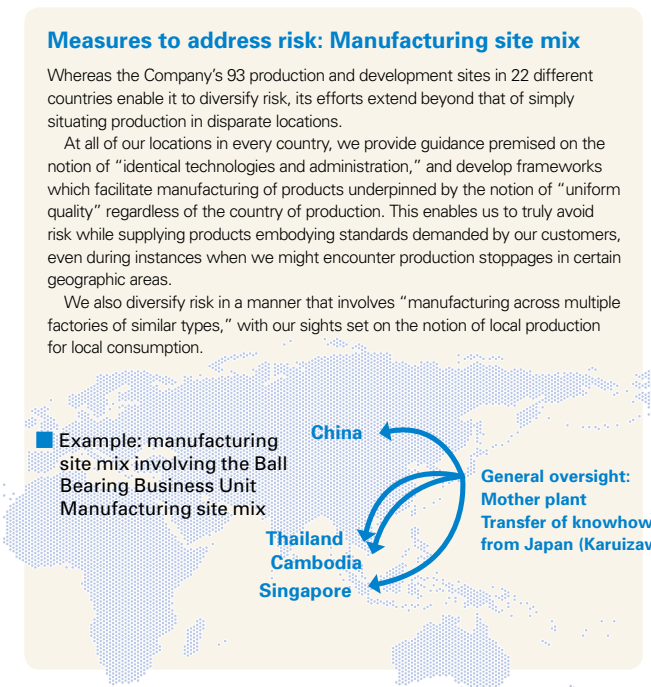 Measures to address risk: Manufacturing site mix
Whereas the Company’s 93 production and development sites in 22 different
countries enable it to diversify risk, its efforts extend beyond that of simply
situating production in disparate locations.
At all of our locations in every country, we provide guidance premised on the
notion of “identical technologies and administration,” and develop frameworks
which facilitate manufacturing of products underpinned by the notion of “uniform
quality” regardless of the country of production. This enables us to truly avoid
risk while supplying products embodying standards demanded by our customers,
even during instances when we might encounter production stoppages in certain
geographic areas.
We also diversify risk in a manner that involves “manufacturing across multiple
factories of similar types,” with our sights set on the notion of local production
for local consumption.
Example: manufacturing
site mix involving the Ball
Bearing Business Unit
Manufacturing site mix
China
Thailand
Cambodia
Singapore
General oversight:
Mother plant
Transfer of knowhow
from Japan (Karuizav